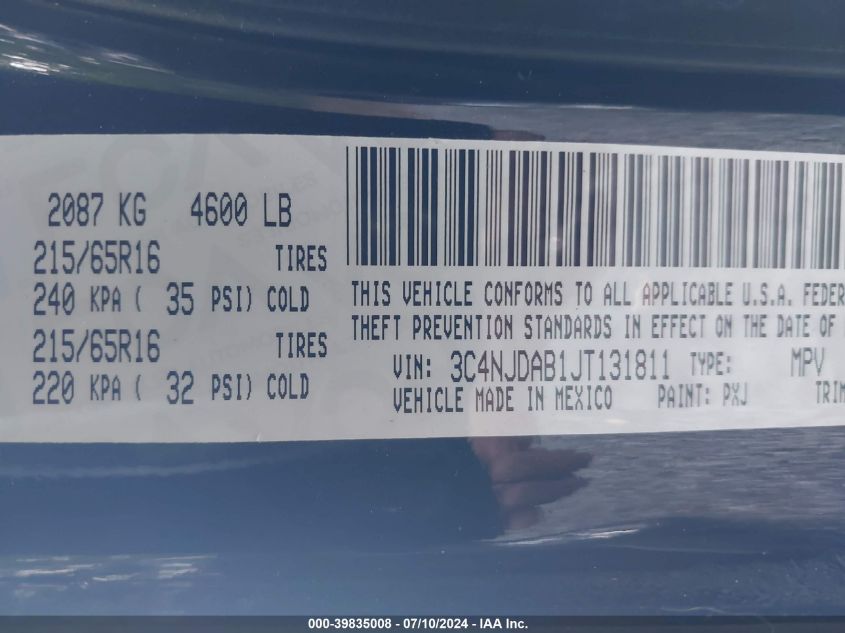 2087 KG 4600 LB
215/65R16 TIRES
240 KPA ( 35 PSI) COLD
215/65R16 TIRES
220 KPA ( 32 PSI) COLD
THIS VEHICLE CONFORMS TO ALL APPLICABLE U.S.A. FEDER
THEFT PREVENTION STANDARDS IN EFFECT ON THE DATE OF
VIN: 3C4NJDAB1JT131811 TYPE: MPV
VEHICLE MADE IN MEXICO PAINT: PXJ TRIM
000-39835008 - 07/10/2024 - IAA Inc.